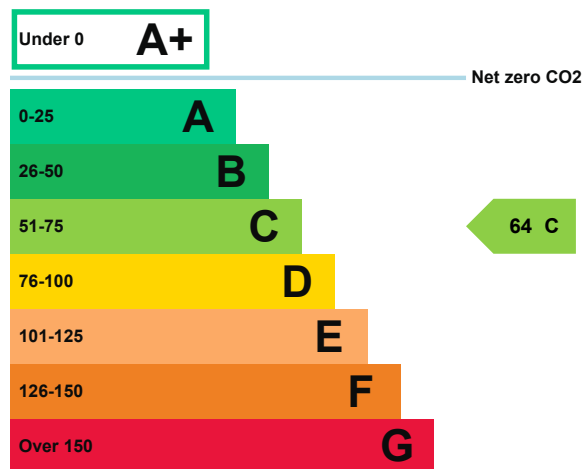 Under 0 A+
Net zero CO2
0-25 A
26-50 B
51-75 C
64 C
76-100 D
101-125 E
126-150 F
Over 150 G